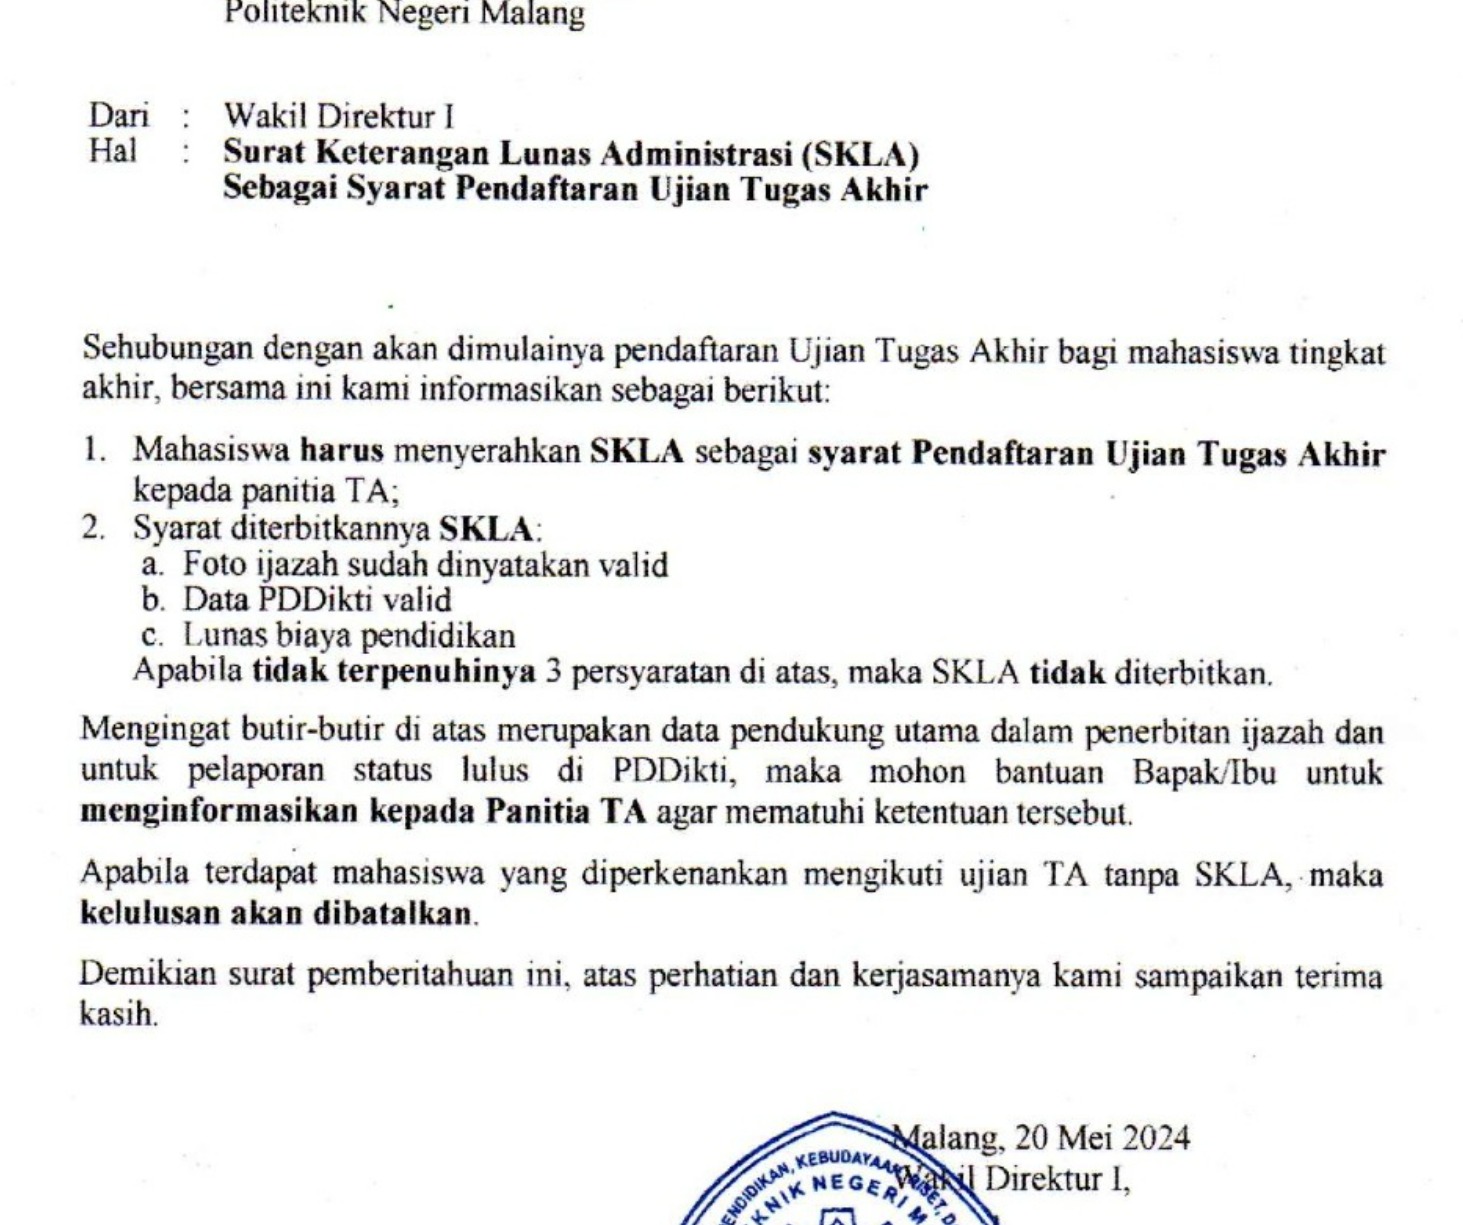 Politeknik Negeri Malang
Dari : Wakil Direktur I
Hal : Surat Keterangan Lunas Administrasi (SKLA)
Sebagai Syarat Pendaftaran Ujian Tugas Akhir
Sehubungan dengan akan dimulainya pendaftaran Ujian Tugas Akhir bagi mahasiswa tingkat
akhir, bersama ini kami informasikan sebagai berikut:
1. Mahasiswa harus menyerahkan SKLA sebagai syarat Pendaftaran Ujian Tugas Akhir
kepada panitia TA;
2. Syarat diterbitkannya SKLA:
a. Foto ijazah sudah dinyatakan valid
b. Data PDDikti valid
c. Lunas biaya pendidikan
Apabila tidak terpenuhinya 3 persyaratan di atas, maka SKLA tidak diterbitkan.
Mengingat butir-butir di atas merupakan data pendukung utama dalam penerbitan ijazah dan
untuk pelaporan status lulus di PDDikti, maka mohon bantuan Bapak/Ibu untuk
menginformasikan kepada Panitia TA agar mematuhi ketentuan tersebut.
Apabila terdapat mahasiswa yang diperkenankan mengikuti ujian TA tanpa SKLA, maka
kelulusan akan dibatalkan.
Demikian surat pemberitahuan ini, atas perhatian dan kerjasamanya kami sampaikan terima
kasih.
Malang, 20 Mei 2024
Wakil Direktur I,
KEBUDAYAAN, RISET,
NEGERI